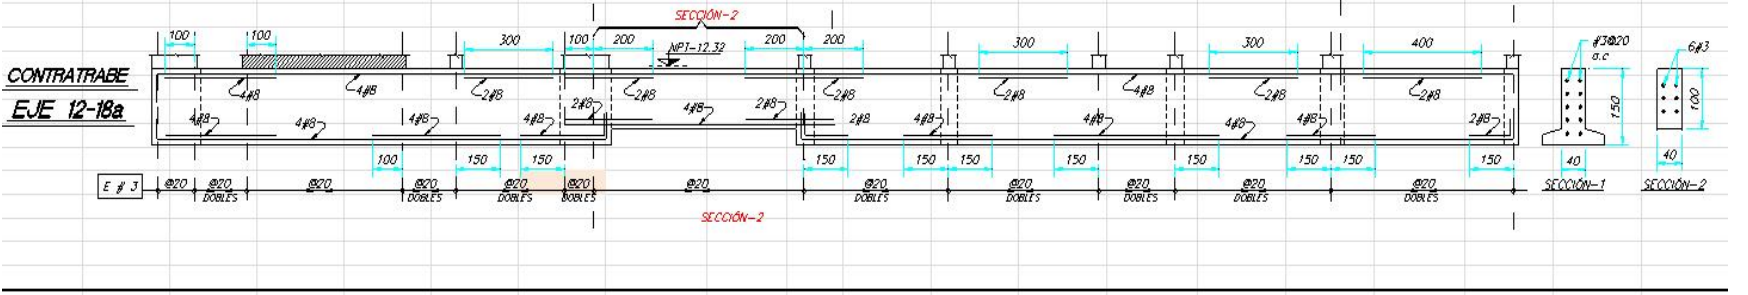 SECCIÓN-2
100 100 300 100 200 NPT-12.32 200 200 300 300 400 #3@20 6#3
a.c
CONTRATRABE
EJE 12-18a
4#8 4#8 2#8 2#8 2#8 2#8 4#8 2#8 2#8
2#8 4#8 2#8
4#8 4#8 4#8 4#8 2#8 4#8 4#8 4#8 4#8 2#8
150 100
100 150 150 150 150 150 150 150 150 150 150 40 40
E # 3 @20 @20 @20 @20 @20 @20 @20 @20 @20 @20 @20 @20 @20
DOBLES DOBLES DOBLES DOBLES DOBLES DOBLES DOBLES DOBLES DOBLES
SECCIÓN-1 SECCIÓN-2
SECCIÓN-2